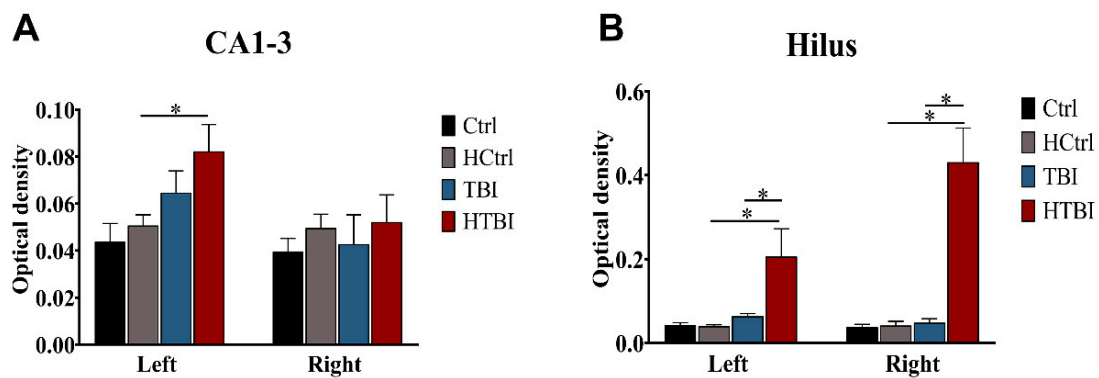 A
CA1-3
Optical density
0.10
0.08
0.06
0.04
0.02
0.00
*
Left
Right
Ctrl
HCtrl
TBI
HTBI
B
Hilus
Optical density
0.6
0.4
0.2
0.0
*
*
*
*
Left
Right
Ctrl
HCtrl
TBI
HTBI